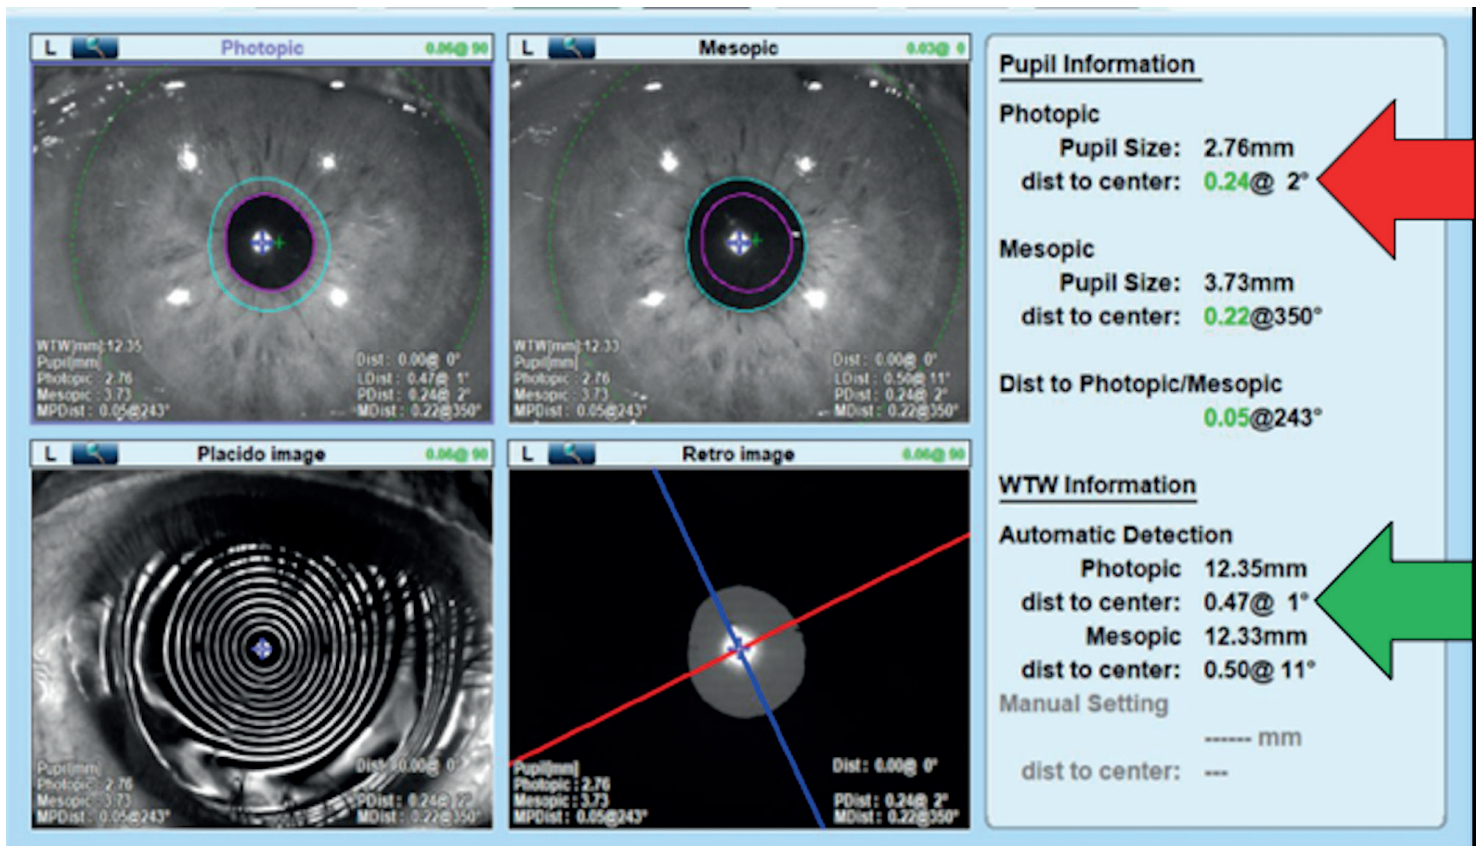 L Photopic 0.06@ 90
WTW[mm]:12.35
Pupil[mm]
Photopic : 2.76
Mesopic : 3.73
MPDist : 0.05@243°
Dist : 0.00@ 0°
LDist : 0.47@ 1°
PDist : 0.24@ 2°
MDist : 0.22@350°
L Mesopic 0.03@ 0
WTW[mm]:12.33
Pupil[mm]
Photopic : 2.76
Mesopic : 3.73
MPDist : 0.05@243°
Dist : 0.00@ 0°
LDist : 0.50@ 11°
PDist : 0.24@ 2°
MDist : 0.22@350°
L Placido image 0.06@ 90
Pupil[mm]
Photopic : 2.76
Mesopic : 3.73
MPDist : 0.05@243°
Dist : 0.00@ 0°
PDist : 0.24@ 2°
MDist : 0.22@350°
L Retro image 0.06@ 90
Pupil[mm]
Photopic : 2.76
Mesopic : 3.73
MPDist : 0.05@243°
Dist : 0.00@ 0°
PDist : 0.24@ 2°
MDist : 0.22@350°
Pupil Information
Photopic
Pupil Size: 2.76mm
dist to center: 0.24@ 2°
Mesopic
Pupil Size: 3.73mm
dist to center: 0.22@350°
Dist to Photopic/Mesopic
0.05@243°
WTW Information
Automatic Detection
Photopic 12.35mm
dist to center: 0.47@ 1°
Mesopic 12.33mm
dist to center: 0.50@ 11°
Manual Setting
------ mm
dist to center: ---